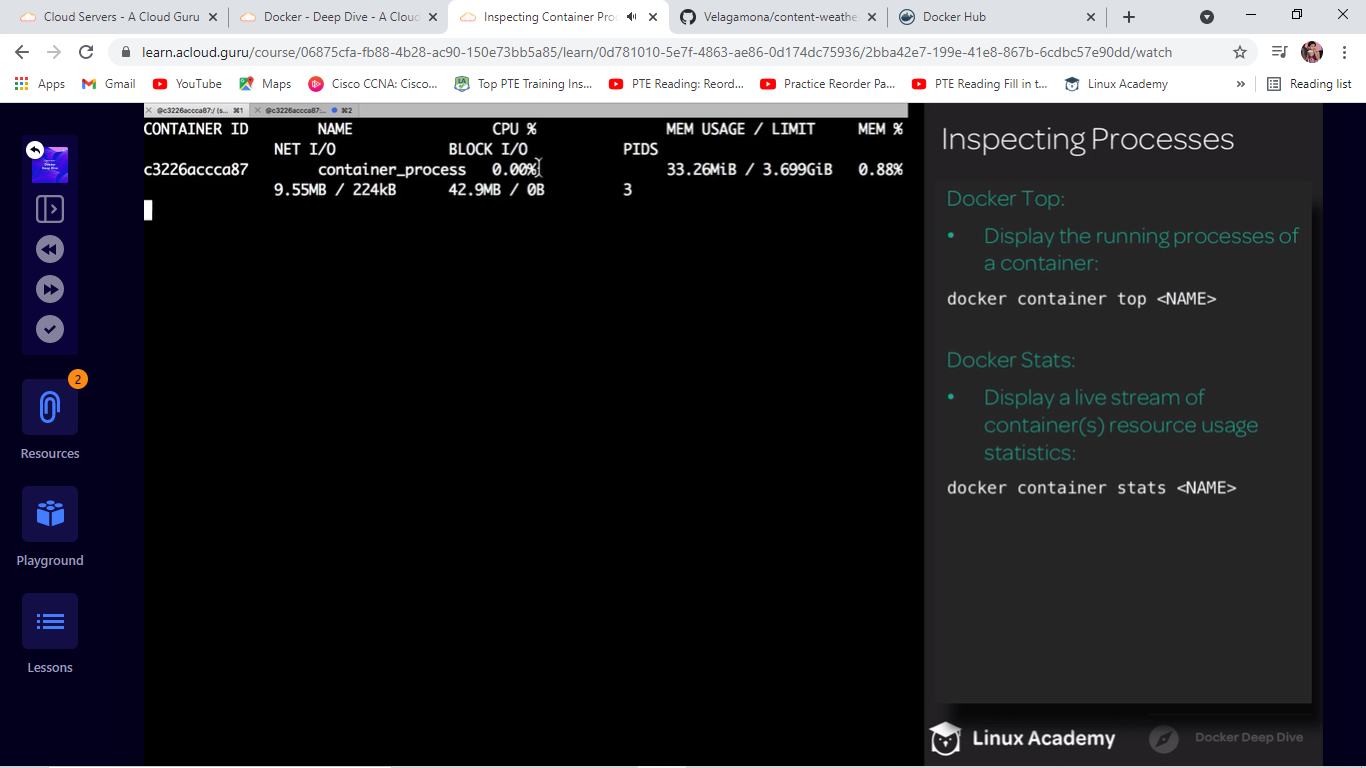 Cloud Servers - A Cloud Guru
Docker - Deep Dive - A Cloud
Inspecting Container Pro
Velagamona/content-weathe
Docker Hub
learn.acloud.guru/course/06875cfa-fb88-4b28-ac90-150e73bb5a85/learn/0d781010-5e7f-4863-ae86-0d174dc75936/2bba42e7-199e-41e8-867b-6cdbc57e90dd/watch
Apps
Gmail
YouTube
Maps
Cisco CCNA: Cisco...
Top PTE Training Ins...
PTE Reading: Reord...
Practice Reorder Pa...
PTE Reading Fill in t...
Linux Academy
»
Reading list
@c3226accca87:/ (s... ⌘1
@c3226accca87:... ⌘2
CONTAINER ID NAME CPU % MEM USAGE / LIMIT MEM %
NET I/O BLOCK I/O PIDS
c3226accca87 container_process 0.00% 33.26MiB / 3.699GiB 0.88%
9.55MB / 224kB 42.9MB / 0B 3
2
Resources
Playground
Lessons
Inspecting Processes
Docker Top:
• Display the running processes of
a container:
docker container top <NAME>
Docker Stats:
• Display a live stream of
container(s) resource usage
statistics:
docker container stats <NAME>
Linux Academy
Docker Deep Dive